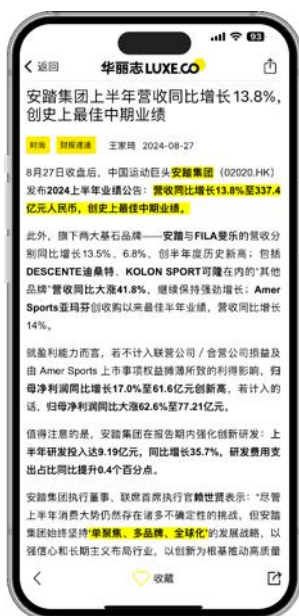 93
返回
华丽志 LUXE.CO
安踏集团上半年营收同比增长13.8%,
创史上最佳中期业绩
时尚 财报速递 王家琦 2024-08-27
8月27日收盘后，中国运动巨头安踏集团（02020.HK）
发布2024上半年业绩公告：营收同比增长13.8%至337.4
亿元人民币，创史上最佳中期业绩。
此外，旗下两大基石品牌——安踏与FILA斐乐的营收分
别同比增长13.5%、6.8%，创半年度历史新高；包括
DESCENTE迪桑特、KOLON SPORT可隆在内的“其他
品牌”营收同比大涨41.8%，继续保持强劲增长；Amer
Sports亚玛芬创收购以来最佳半年业绩，营收同比增长
14%。
就盈利能力而言，若不计入联营公司 / 合营公司损益及
由 Amer Sports 上市事项权益摊薄所致的利得影响，归
母净利润同比增长17.0%至61.6亿元创新高，若计入的
话，归母净利润同比大涨62.6%至77.21亿元。
值得注意的是，安踏集团在报告期内强化创新研发：上
半年研发投入达9.19亿元，同比增长35.7%，研发费用支
出占比同比提升0.4个百分点。
安踏集团执行董事、联席首席执行官赖世贤表示：“尽管
上半年消费大势仍然存在诸多不确定性的挑战，但安踏
集团始终坚持‘单聚焦、多品牌、全球化’的发展战略，以
强信心和长期主义布局行业，以创新为根基推动高质量
收藏